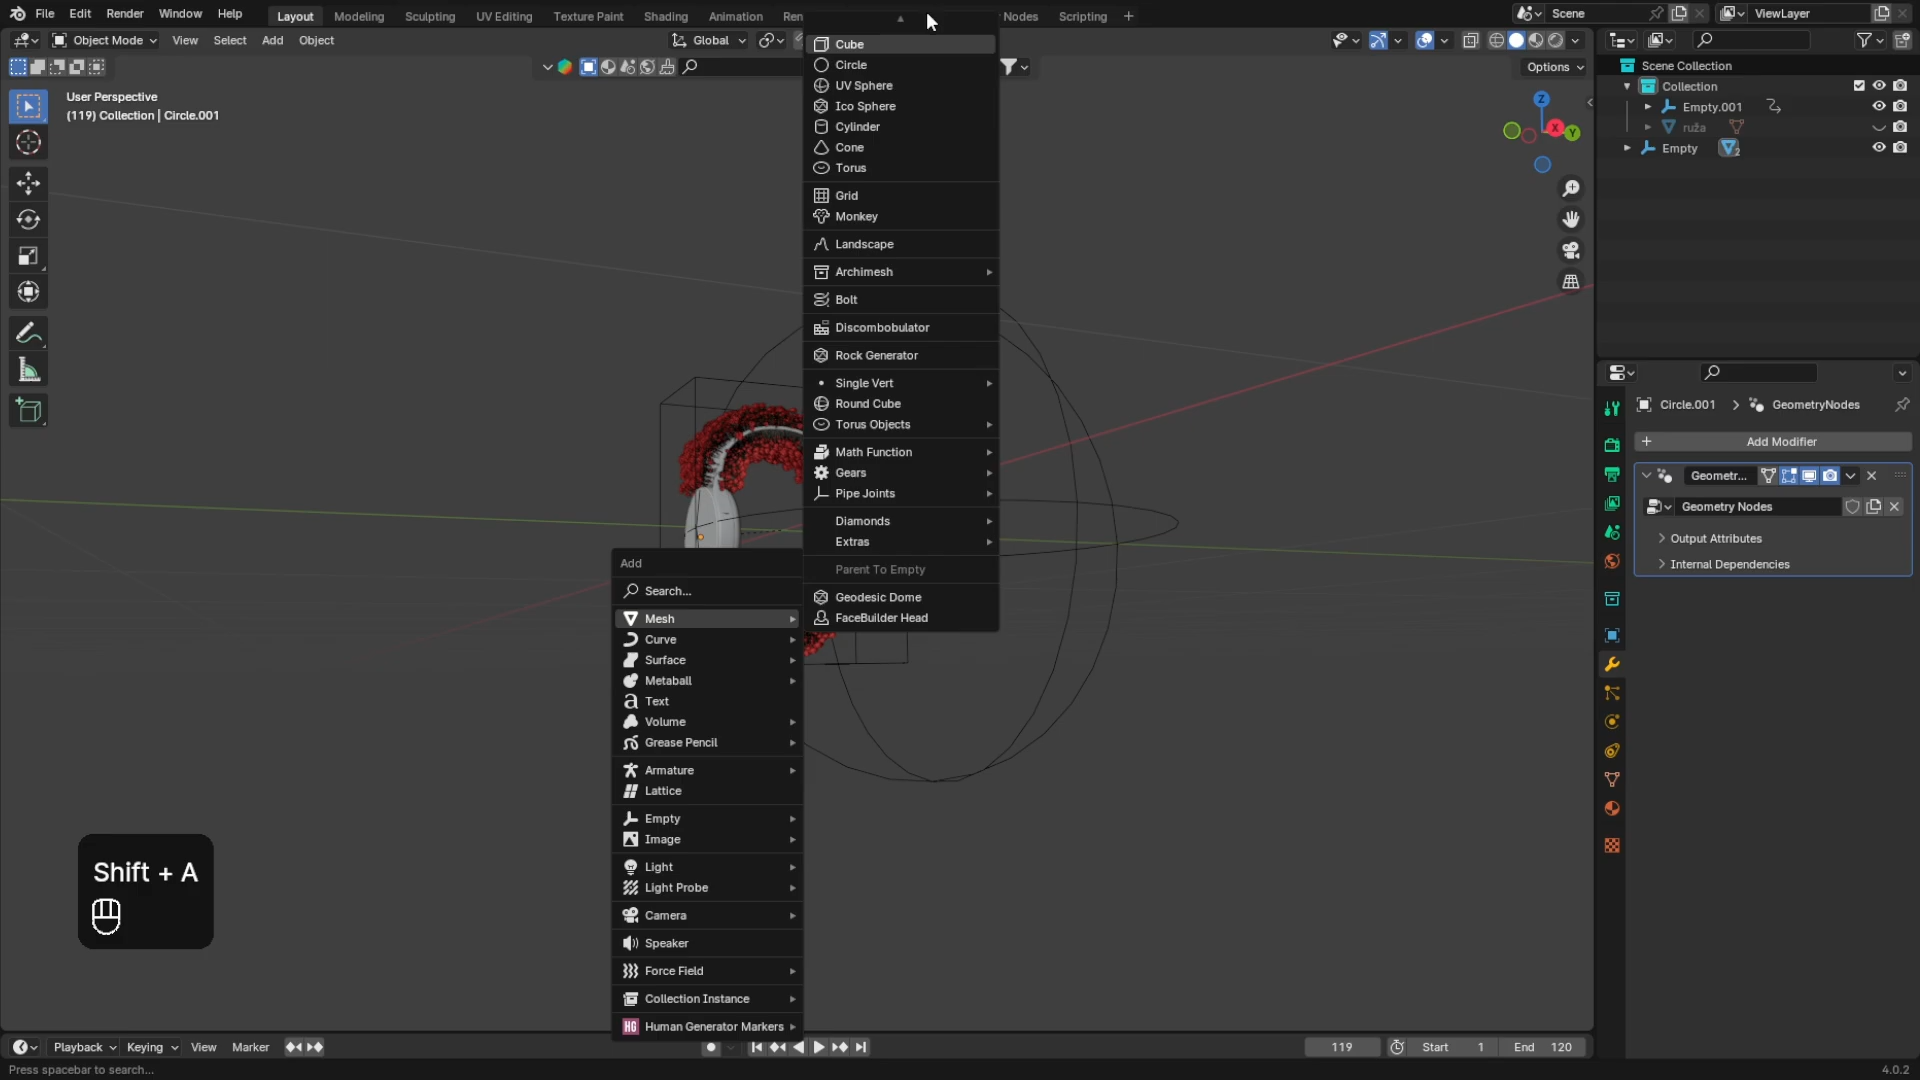 File Edit Render Window Help Layout Modeling Sculpting UV Editing Texture Paint Shading Animation Ren Nodes Scripting + Scene ViewLayer
Object Mode View Select Add Object Global
Options
User Perspective
(119) Collection | Circle.001
Cube
Circle
UV Sphere
Ico Sphere
Cylinder
Cone
Torus
Grid
Monkey
Landscape
Archimesh
Bolt
Discombobulator
Rock Generator
Single Vert
Round Cube
Torus Objects
Math Function
Gears
Pipe Joints
Diamonds
Extras
Parent To Empty
Geodesic Dome
FaceBuilder Head
Add
Search...
Mesh
Curve
Surface
Metaball
Text
Volume
Grease Pencil
Armature
Lattice
Empty
Image
Light
Light Probe
Camera
Speaker
Force Field
Collection Instance
HG Human Generator Markers
Z
X
Y
Scene Collection
Collection
Empty.001
ruža
Empty
2
Circle.001 > GeometryNodes
+ Add Modifier
Geometr...
Geometry Nodes
Output Attributes
Internal Dependencies
Shift + A
Playback Keying View Marker 119 Start 1 End 120
Press spacebar to search... 4.0.2